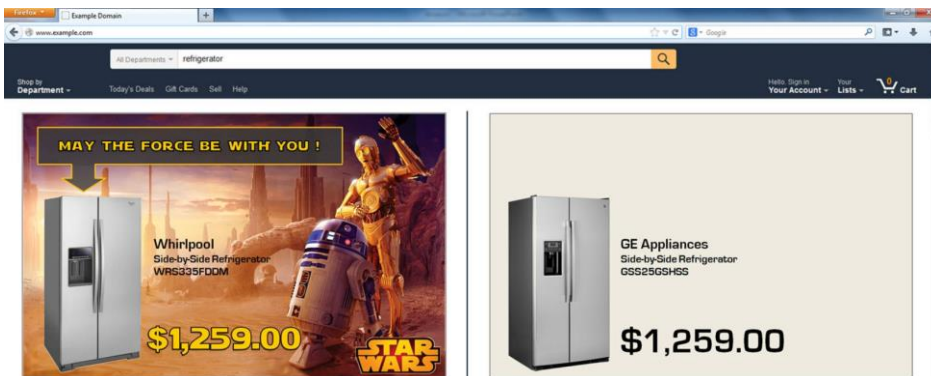 Firefox
Example Domain
+
www.example.com
Google
All Departments
refrigerator
Shop by
Department
Today's Deals
Gift Cards
Sell
Help
Hello. Sign in
Your Account
Your
Lists
0
Cart
MAY THE FORCE BE WITH YOU !
Whirlpool
Side-by-Side Refrigerator
WRS335FDDM
$1,259.00
STAR
WARS
GE Appliances
Side-by-Side Refrigerator
GSS25GSHSS
$1,259.00